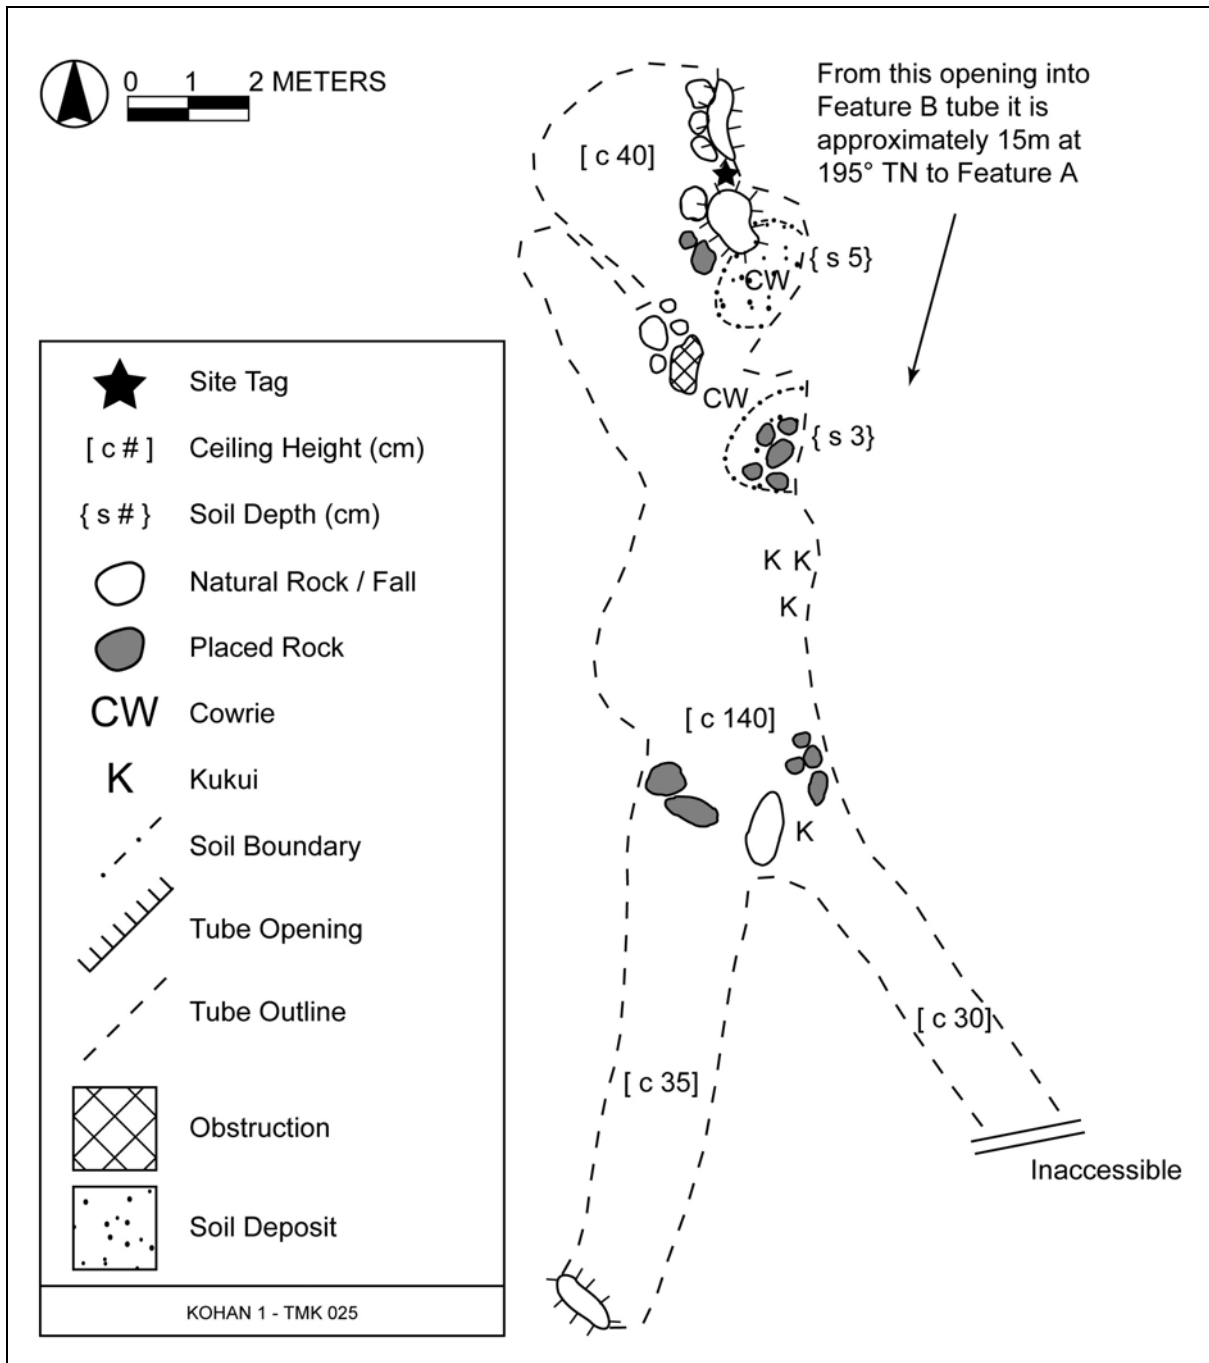 0 1 2 METERS
From this opening into
Feature B tube it is
approximately 15m at
195° TN to Feature A
[ c 40]
{ s 5}
CW
CW
{ s 3}
K K
K
[ c 140]
K
[ c 30]
[ c 35]
Inaccessible
Site Tag
[ c # ] Ceiling Height (cm)
{ s # } Soil Depth (cm)
Natural Rock / Fall
Placed Rock
CW Cowrie
K Kukui
Soil Boundary
Tube Opening
Tube Outline
Obstruction
Soil Deposit
KOHAN 1 - TMK 025